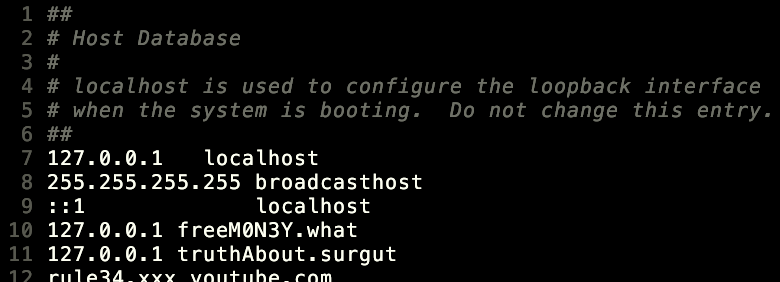 1 ##
2 # Host Database
3 #
4 # localhost is used to configure the loopback interface
5 # when the system is booting.  Do not change this entry.
6 ##
7 127.0.0.1   localhost
8 255.255.255.255 broadcasthost
9 ::1             localhost
10 127.0.0.1 freeM0N3Y.what
11 127.0.0.1 truthAbout.surgut
12 rule34.xxx youtube.com